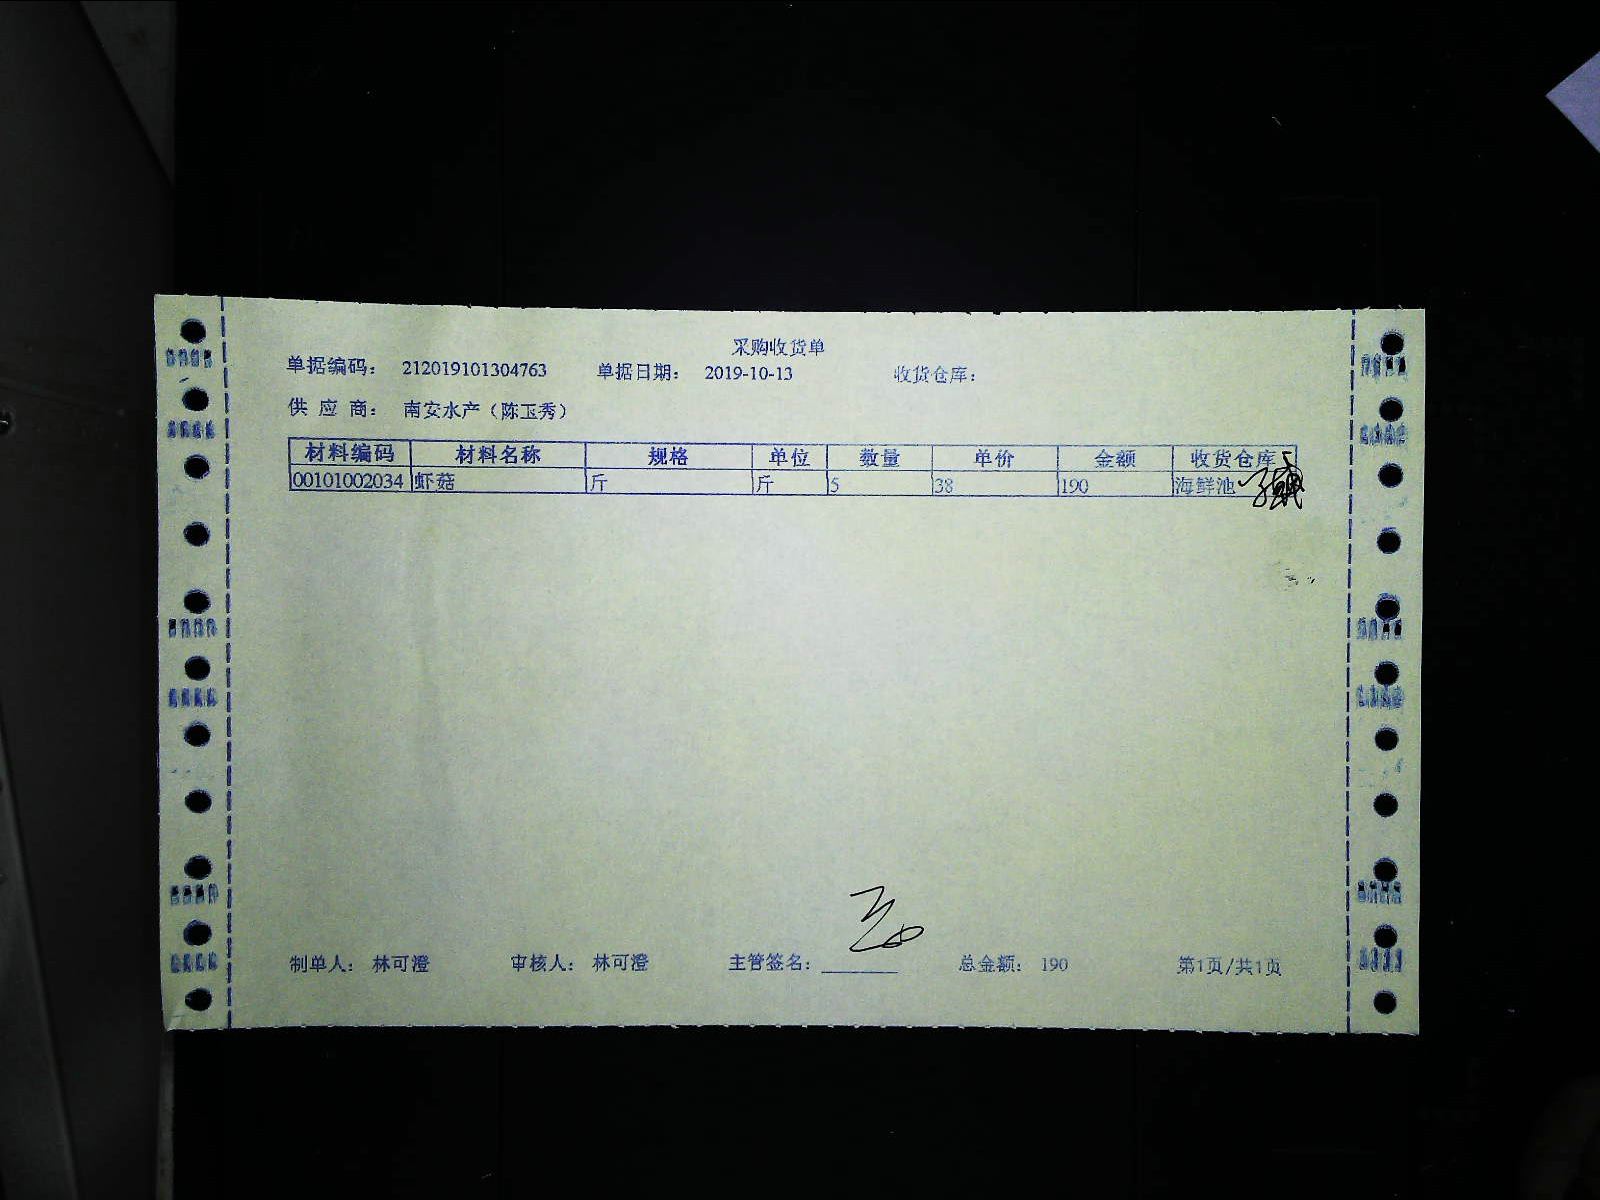 采购收货单
单据编码： 212019101304763 单据日期： 2019-10-13 收货仓库：
供 应 商： 南安水产（陈玉秀）
材料编码 材料名称 规格 单位 数量 单价 金额 收货仓库
00101002034 虾菇 斤 斤 5 38 190 海鲜池
制单人： 林可澄 审核人： 林可澄 主管签名：________ 总金额： 190 第1页/共1页